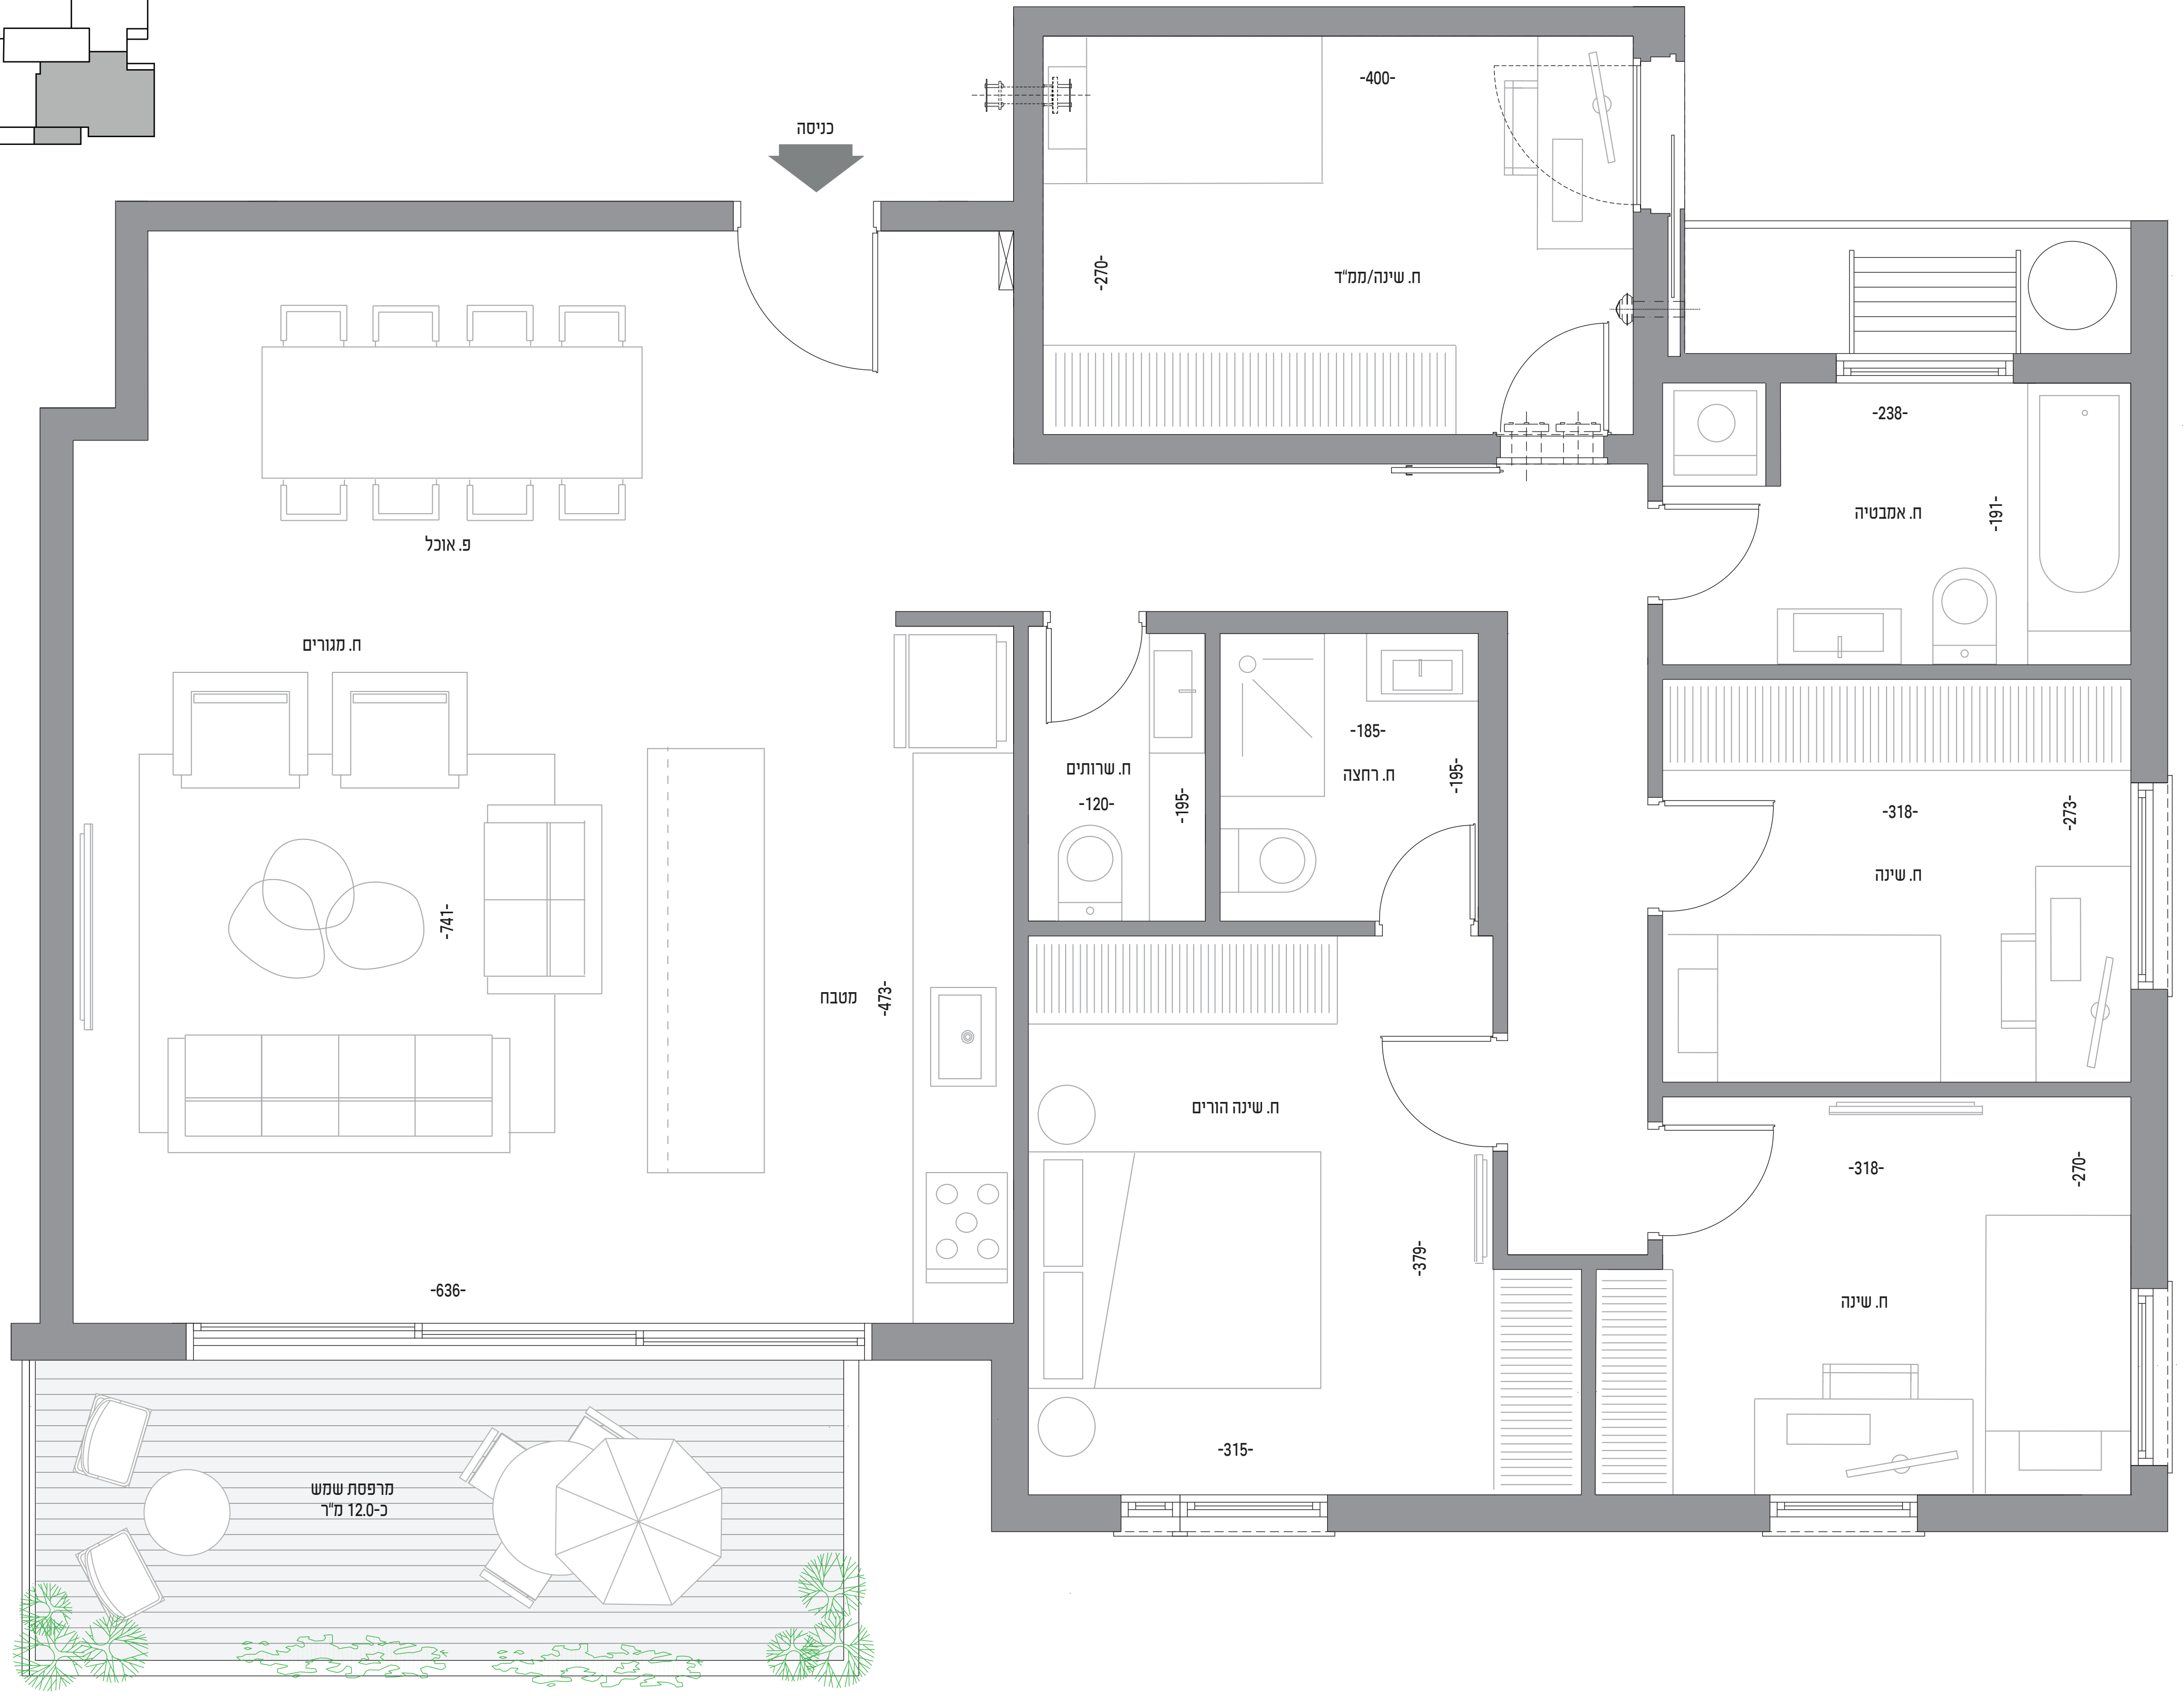 -400-
כניסה
-270-
ח. שינה/ממ"ד
-238-
ח. אמבטיה
-191-
פ. אוכל
ח. מגורים
-185-
ח. רחצה
-195-
ח. שרותים
-120-
-195-
-318-
-273-
ח. שינה
-741-
מטבח
-473-
ח. שינה הורים
-318-
-270-
-379-
-636-
ח. שינה
-315-
מרפסת שמש
כ-12.0 מ"ר